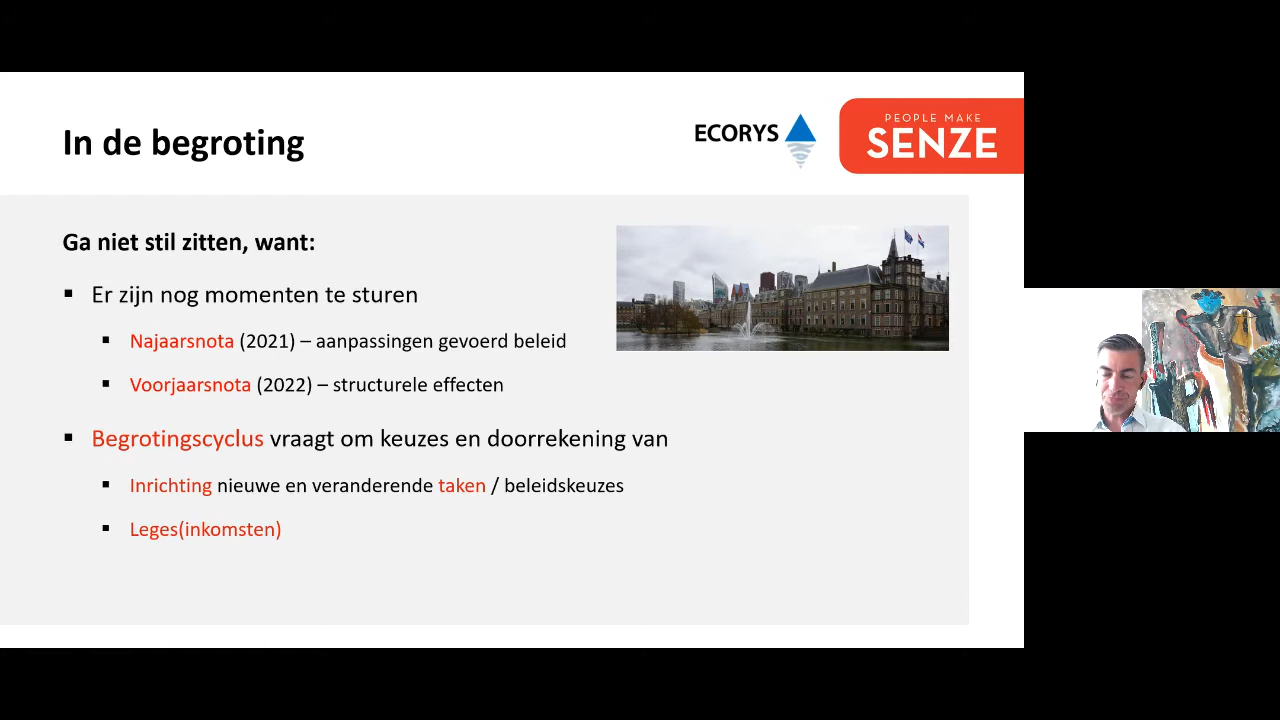 In de begroting
ECORYS
PEOPLE MAKE
SENZE
Ga niet stil zitten, want:
Er zijn nog momenten te sturen
Najaarsnota (2021) – aanpassingen gevoerd beleid
Voorjaarsnota (2022) – structurele effecten
Begrotingscyclus vraagt om keuzes en doorrekening van
Inrichting nieuwe en veranderende taken / beleidskeuzes
Leges(inkomsten)